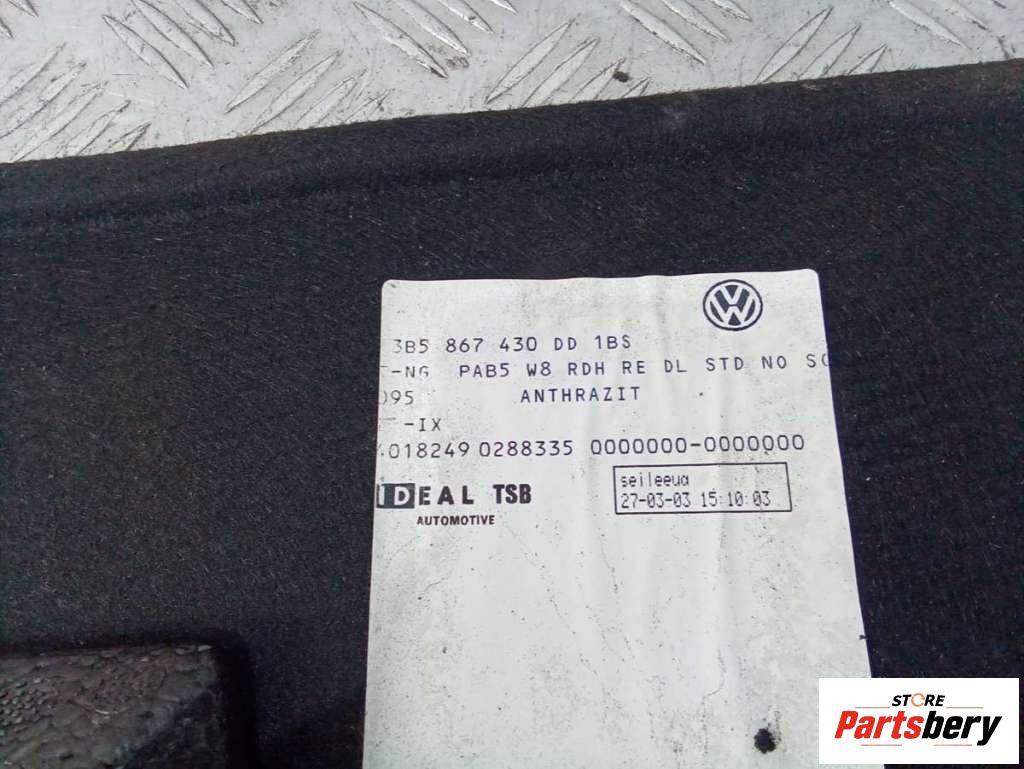 3B5 867 430 DD 1BS
-NG PAB5 W8 RDH RE DL STD NO
095 ANTHRAZIT
-IX
018249 0288335 0000000-0000000
IDEAL TSB
AUTOMOTIVE
seileeua
27-03-03 15:10:03
STORE
Partsbery